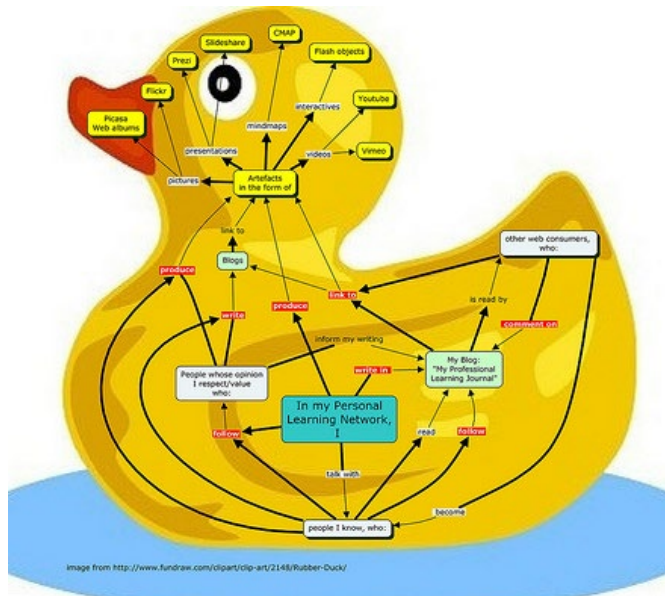 CMAP
Slideshare
Flash objects
Prezi
Flickr
Youtube
interactives
Picasa
Web albums
mindmaps
presentations
videos
Vimeo
pictures
Artefacts
in the form of
link to
other web consumers,
who:
Blogs
produce
link to
is read by
produce
write
comment on
inform my writing
My Blog:
"My Professional
Learning Journal"
People whose opinion
I respect/value
who:
write in
In my Personal
Learning Network,
I
follow
read
follow
talk with
become
people I know, who:
image from http://www.fundraw.com/clipart/clip-art/2148/Rubber-Duck/